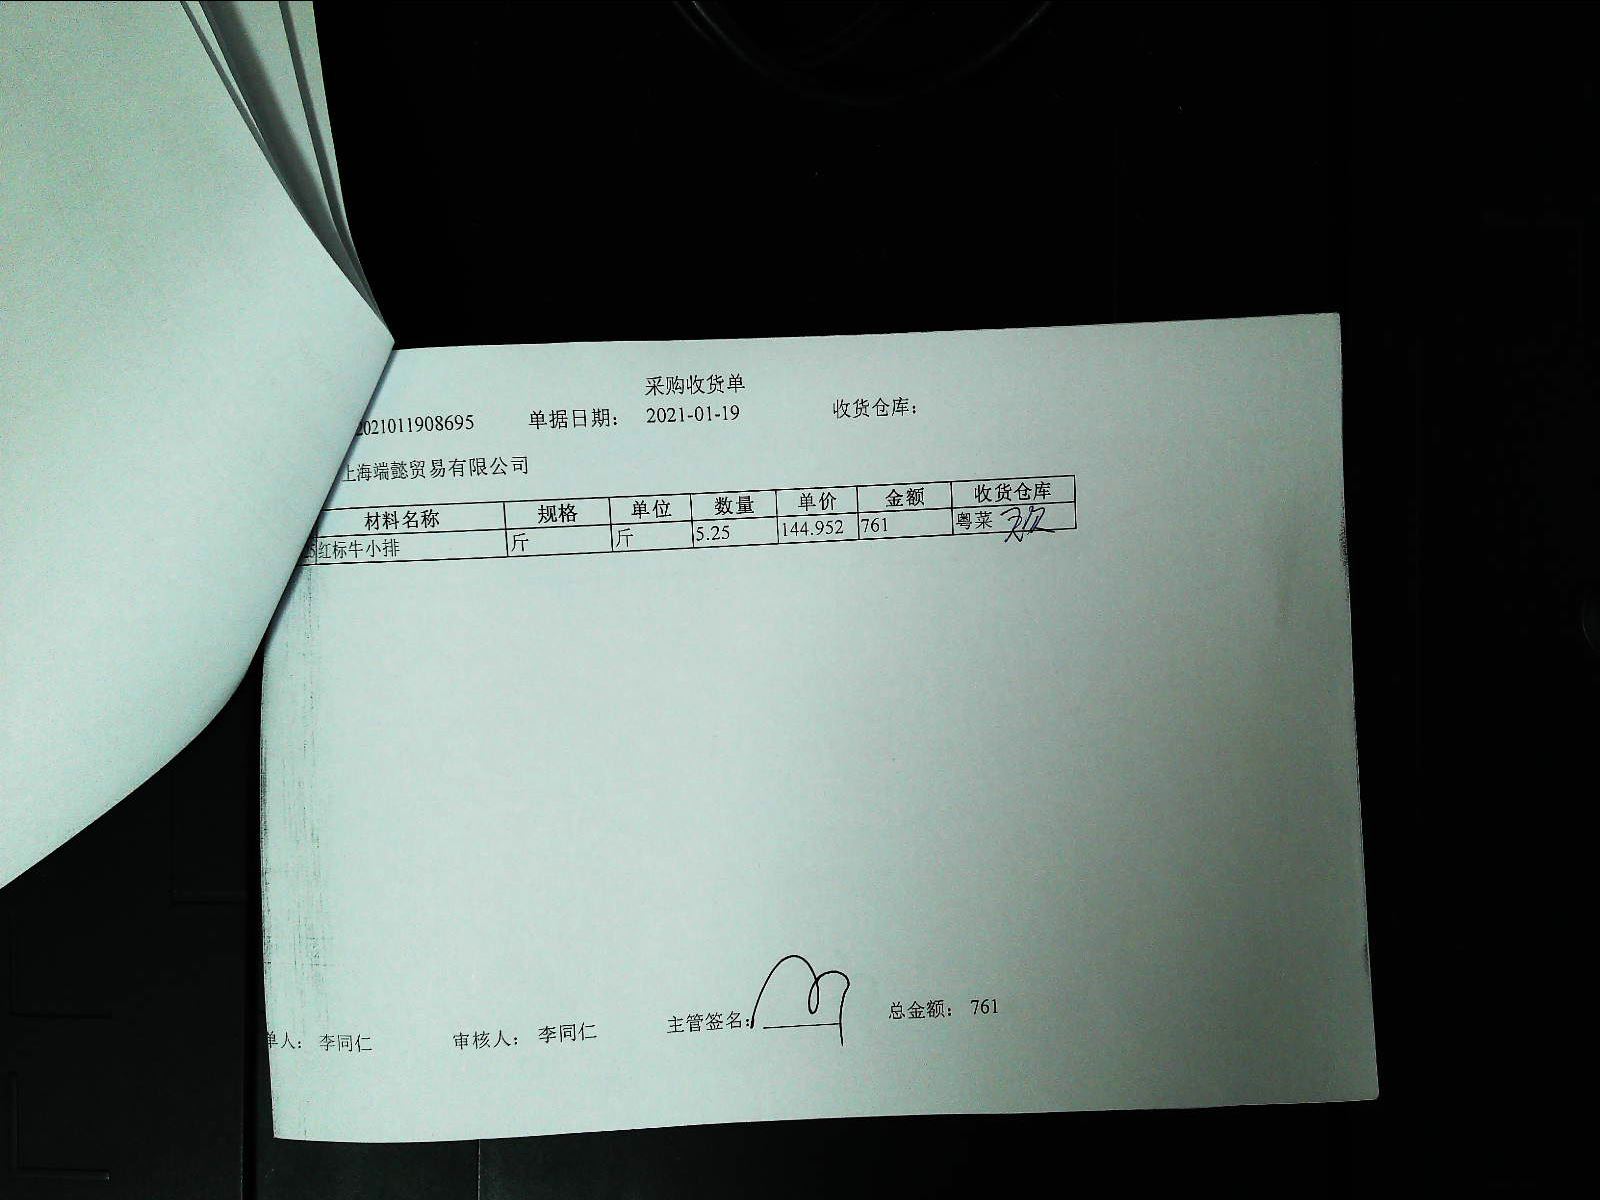 采购收货单
2021011908695 单据日期： 2021-01-19 收货仓库：
上海端懿贸易有限公司
材料名称 规格 单位 数量 单价 金额 收货仓库
红标牛小排 斤 斤 5.25 144.952 761 粤菜
单人： 李同仁 审核人： 李同仁 主管签名： 总金额： 761